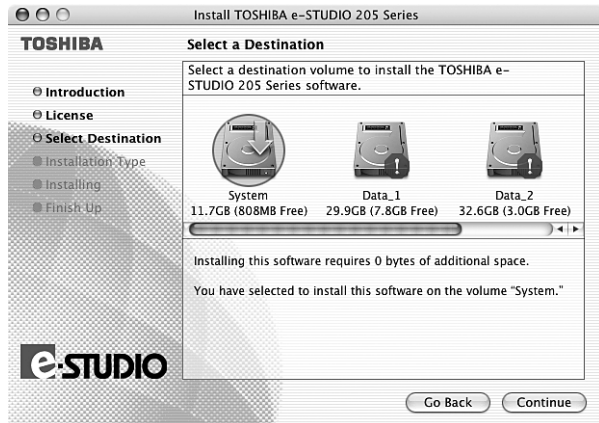 Install TOSHIBA e-STUDIO 205 Series
TOSHIBA
Select a Destination
Introduction
License
Select Destination
Installation Type
Installing
Finish Up
Select a destination volume to install the TOSHIBA e-
STUDIO 205 Series software.
System
11.7GB (808MB Free)
Data_1
29.9GB (7.8GB Free)
Data_2
32.6GB (3.0GB Free)
Installing this software requires 0 bytes of additional space.
You have selected to install this software on the volume “System.”
e-STUDIO
Go Back
Continue